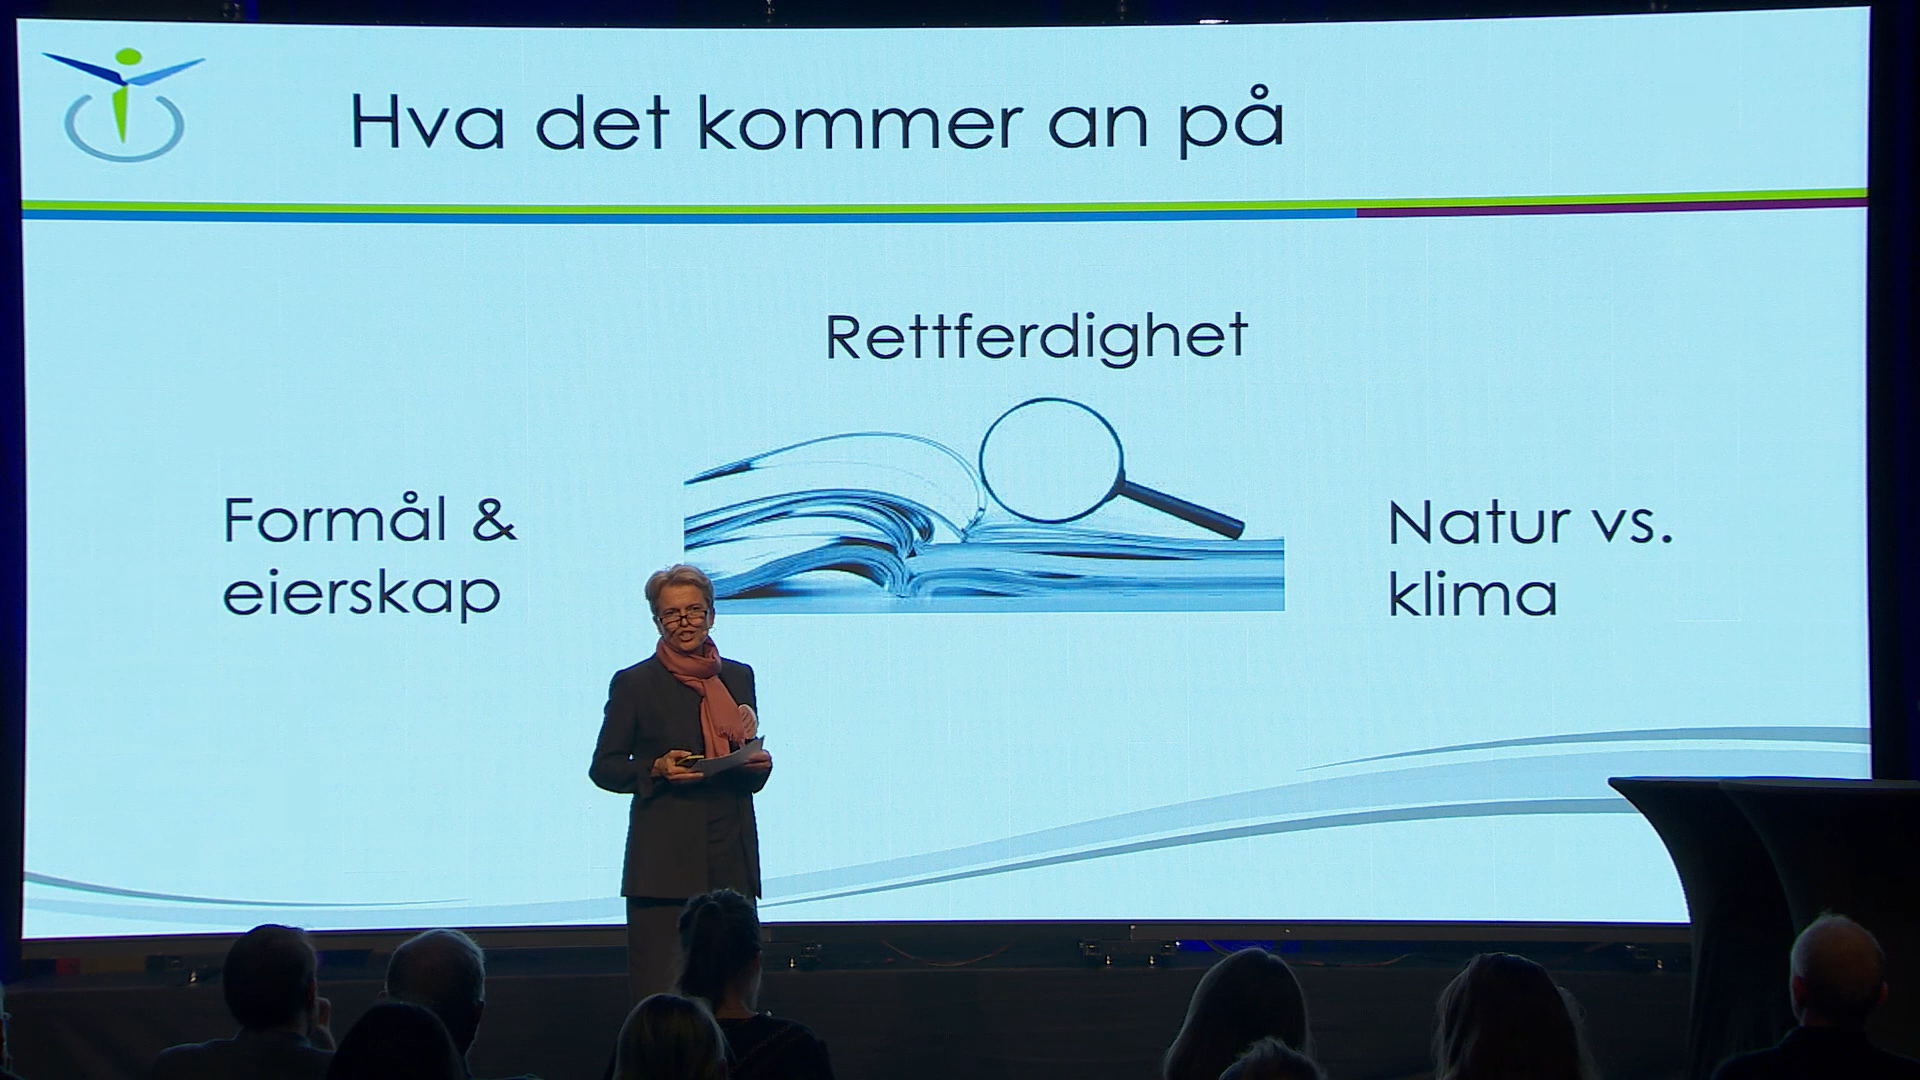 Hva det kommer an på
Rettferdighet
Formål &
eierskap
Natur vs.
klima